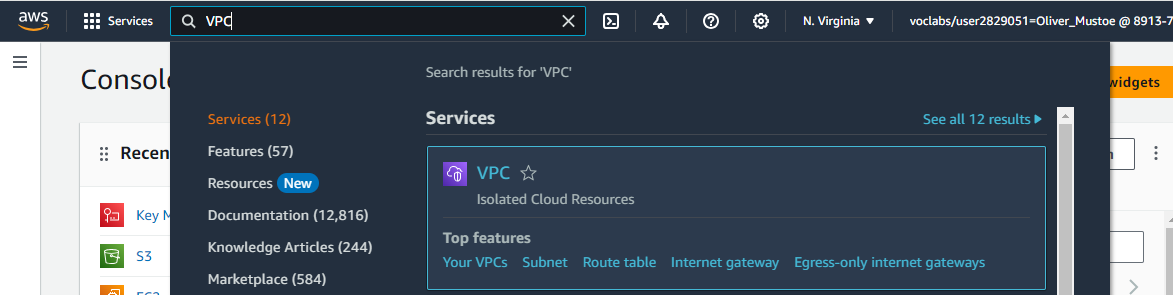 aws Services VPC N. Virginia voclabs/user2829051=Oliver_Mustoe @ 8913-7
Search results for 'VPC'
Services (12)
Features (57)
Resources New
Documentation (12,816)
Knowledge Articles (244)
Marketplace (584)
Services See all 12 results
VPC
Isolated Cloud Resources
Top features
Your VPCs Subnet Route table Internet gateway Egress-only internet gateways
Consol
widgets
Recen
Key M
S3